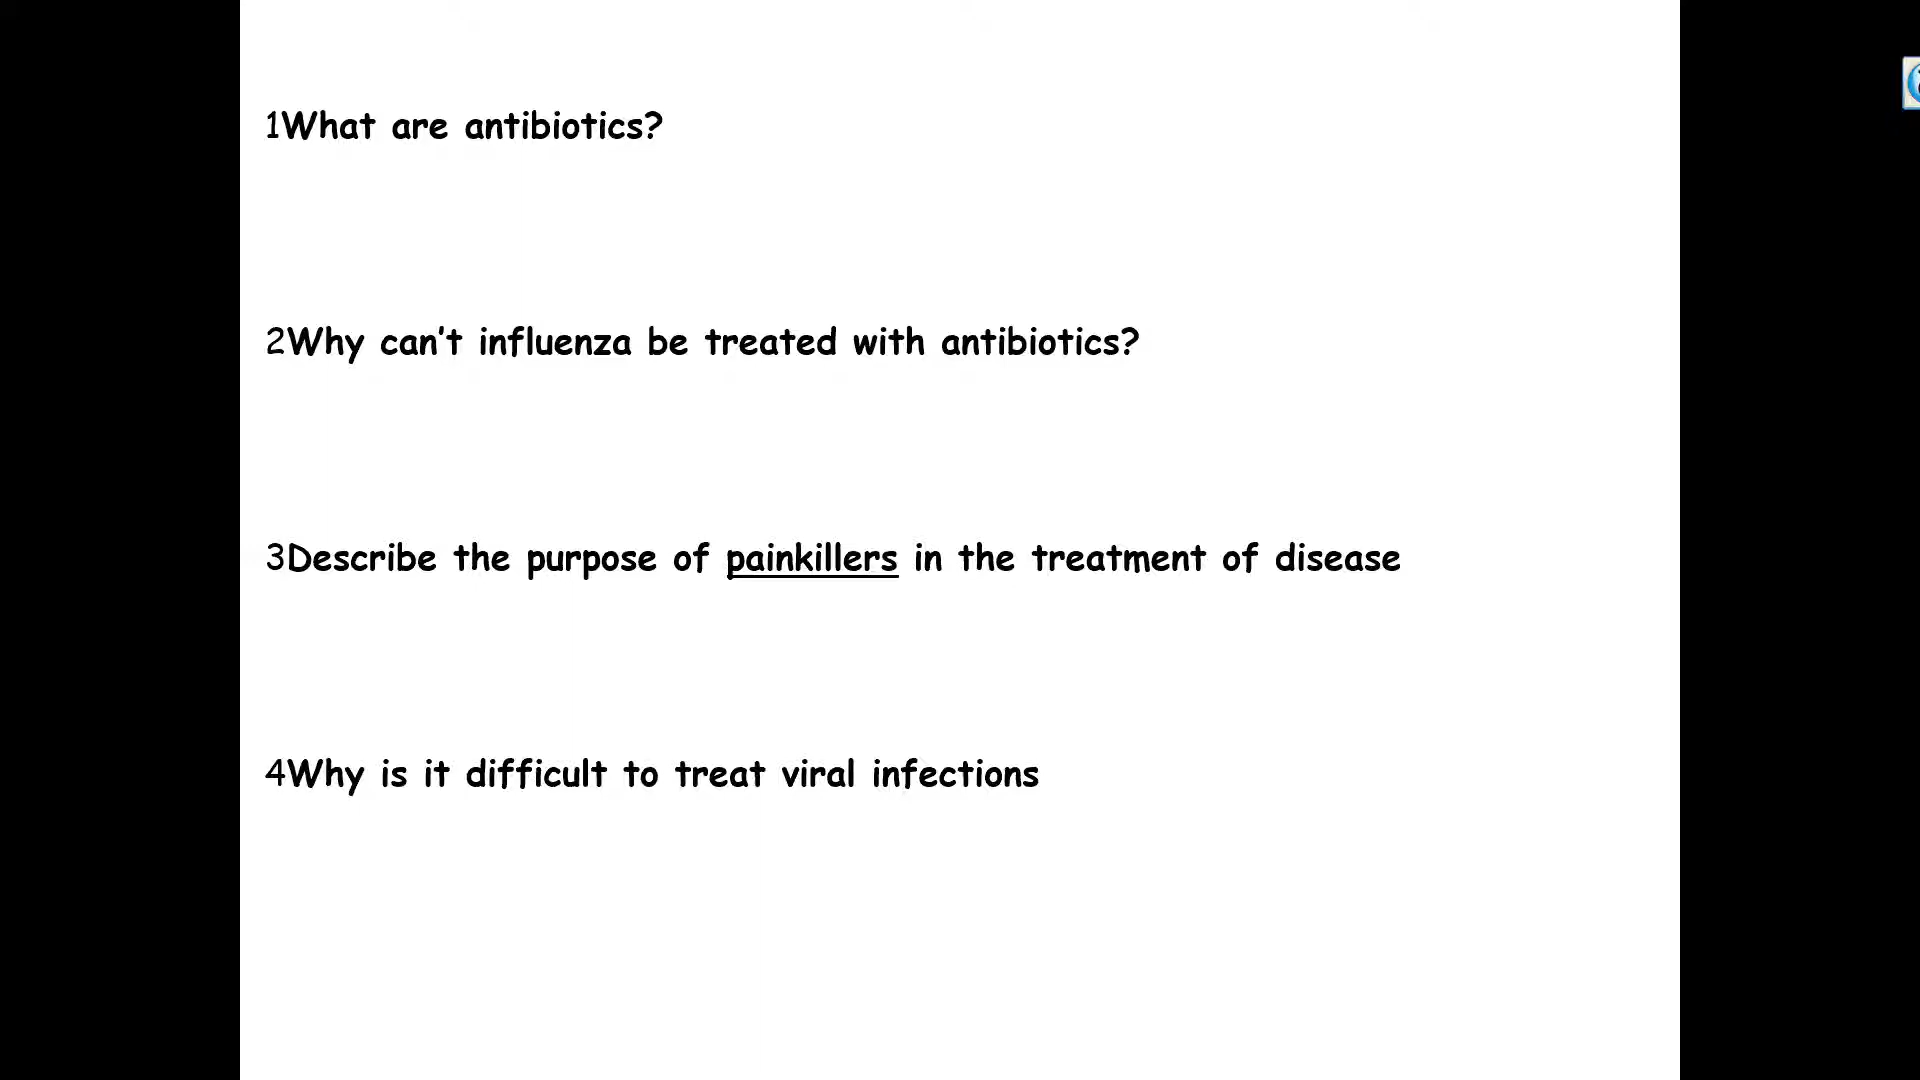 1What are antibiotics?
2Why can't influenza be treated with antibiotics?
3Describe the purpose of painkillers in the treatment of disease
4Why is it difficult to treat viral infections